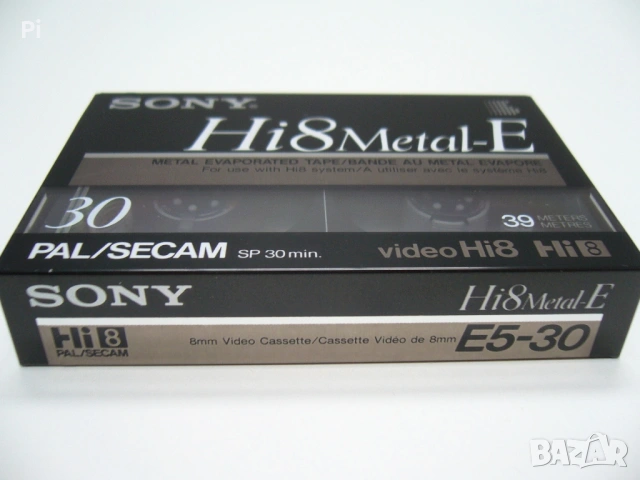 Pi
SONY
Hi8Metal-E
METAL EVAPORATED TAPE/BANDE AU METAL EVAPORE
For use with Hi8 system/A utiliser avec le système Hi8
30
39 METERS
METRES
PAL/SECAM SP 30 min. video Hi8 Hi8
SONY Hi8Metal-E
Hi8
PAL/SECAM
8mm Video Cassette/Cassette Vidéo de 8mm E5-30
BAZAR